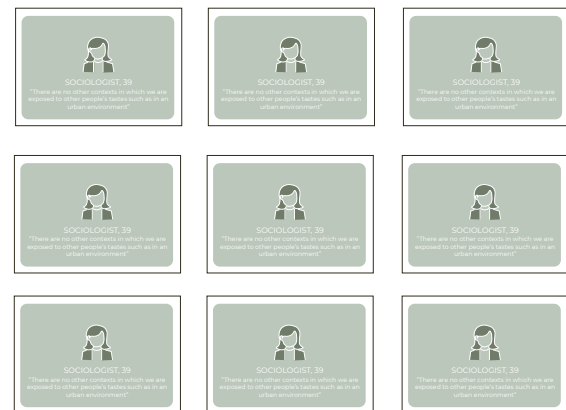 SOCIOLOGIST, 39
"There are no other contexts in which we are
exposed to other people's tastes such as in an
urban environment"
SOCIOLOGIST, 39
"There are no other contexts in which we are
exposed to other people's tastes such as in an
urban environment"
SOCIOLOGIST, 39
"There are no other contexts in which we are
exposed to other people's tastes such as in an
urban environment"
SOCIOLOGIST, 39
"There are no other contexts in which we are
exposed to other people's tastes such as in an
urban environment"
SOCIOLOGIST, 39
"There are no other contexts in which we are
exposed to other people's tastes such as in an
urban environment"
SOCIOLOGIST, 39
"There are no other contexts in which we are
exposed to other people's tastes such as in an
urban environment"
SOCIOLOGIST, 39
"There are no other contexts in which we are
exposed to other people's tastes such as in an
urban environment"
SOCIOLOGIST, 39
"There are no other contexts in which we are
exposed to other people's tastes such as in an
urban environment"
SOCIOLOGIST, 39
"There are no other contexts in which we are
exposed to other people's tastes such as in an
urban environment"